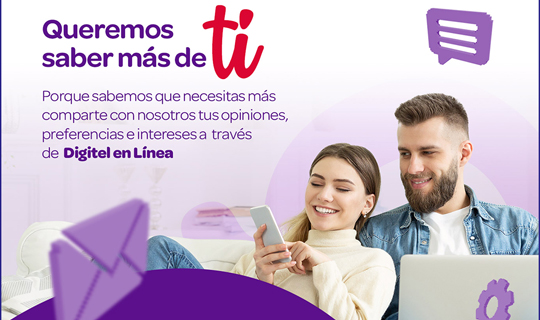 Queremos
saber más de ti
Porque sabemos que necesitas más
comparte con nosotros tus opiniones,
preferencias e intereses a través
de Digitel en Línea